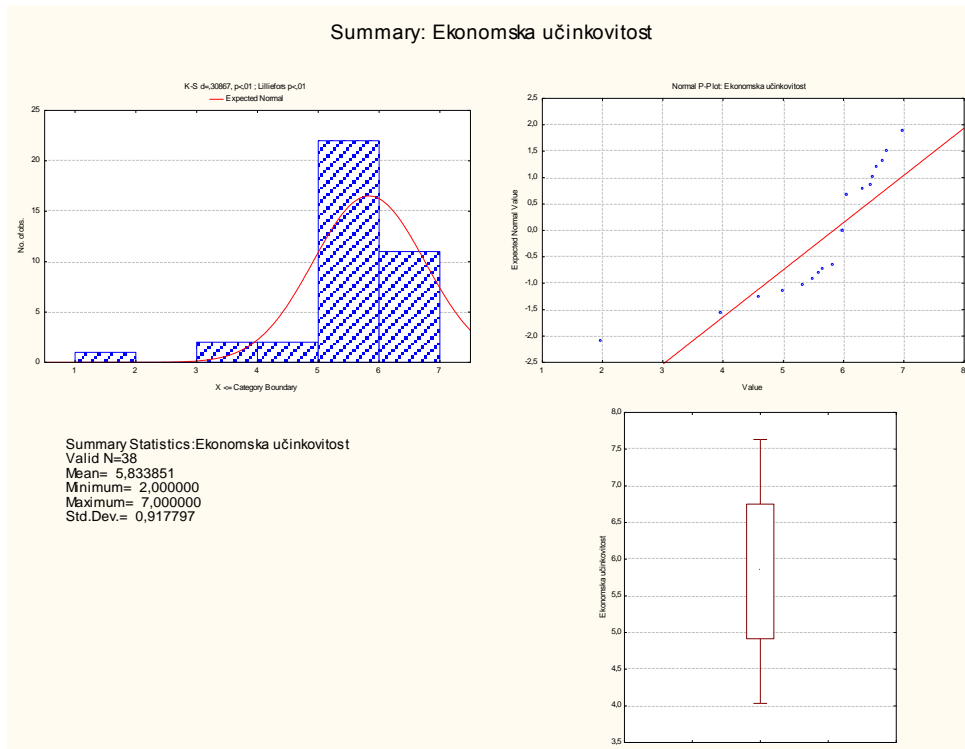 Summary: Ekonomska učinkovitost
K-S d=,30867, p<,01 ; Lilliefors p<,01
Expected Normal
25
20
15
10
5
0
No. of obs.
1 2 3 4 5 6 7
X <= Category Boundary
Normal P-Plot: Ekonomska učinkovitost
2,5
2,0
1,5
1,0
0,5
0,0
-0,5
-1,0
-1,5
-2,0
-2,5
Expected Normal Value
1 2 3 4 5 6 7 8
Value
Summary Statistics:Ekonomska učinkovitost
Valid N=38
Mean= 5,833851
Minimum= 2,000000
Maximum= 7,000000
Std.Dev.= 0,917797
8,0
7,5
7,0
6,5
6,0
5,5
5,0
4,5
4,0
3,5
Ekonomska učinkovitost